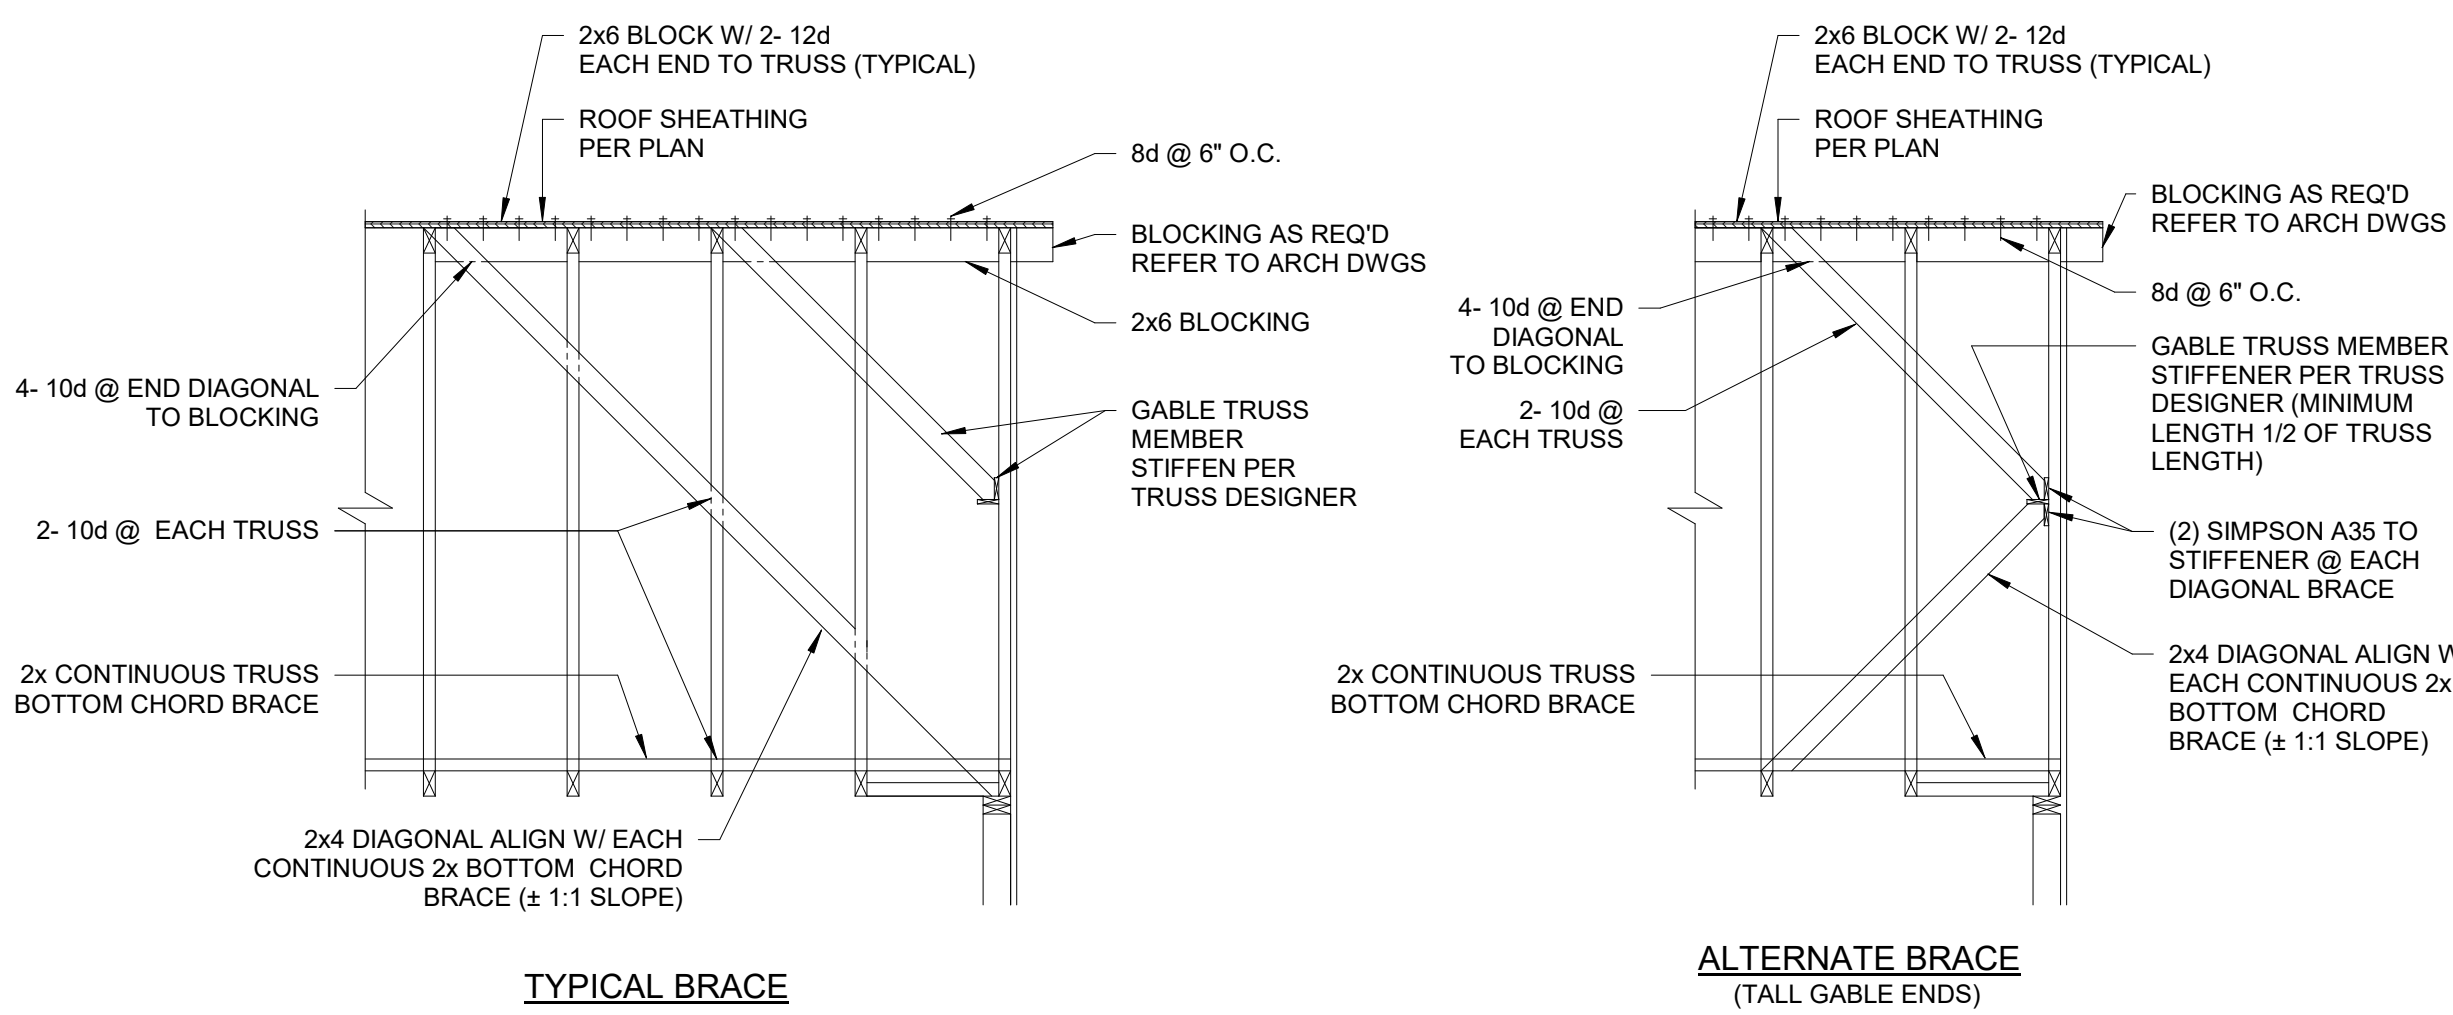 2x6 BLOCK W/ 2- 12d
EACH END TO TRUSS (TYPICAL)
ROOF SHEATHING
PER PLAN
8d @ 6" O.C.
BLOCKING AS REQ'D
REFER TO ARCH DWGS
2x6 BLOCKING
4- 10d @ END DIAGONAL
TO BLOCKING
GABLE TRUSS
MEMBER
STIFFEN PER
TRUSS DESIGNER
2- 10d @ EACH TRUSS
2x CONTINUOUS TRUSS
BOTTOM CHORD BRACE
2x4 DIAGONAL ALIGN W/ EACH
CONTINUOUS 2x BOTTOM CHORD
BRACE (± 1:1 SLOPE)
TYPICAL BRACE
2x6 BLOCK W/ 2- 12d
EACH END TO TRUSS (TYPICAL)
ROOF SHEATHING
PER PLAN
BLOCKING AS REQ'D
REFER TO ARCH DWGS
8d @ 6" O.C.
4- 10d @ END
DIAGONAL
TO BLOCKING
2- 10d @
EACH TRUSS
GABLE TRUSS MEMBER
STIFFENER PER TRUSS
DESIGNER (MINIMUM
LENGTH 1/2 OF TRUSS
LENGTH)
(2) SIMPSON A35 TO
STIFFENER @ EACH
DIAGONAL BRACE
2x CONTINUOUS TRUSS
BOTTOM CHORD BRACE
2x4 DIAGONAL ALIGN
EACH CONTINUOUS 2x
BOTTOM CHORD
BRACE (± 1:1 SLOPE)
ALTERNATE BRACE
(TALL GABLE ENDS)